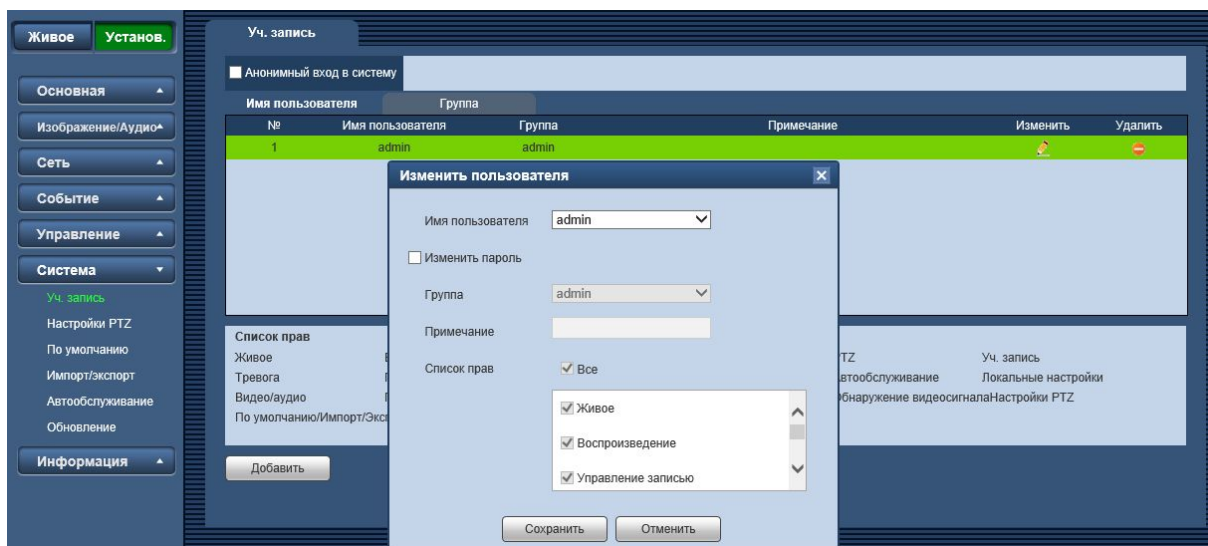 Живое Установ.
Основная
Изображение/Аудио
Сеть
Событие
Управление
Система
Уч. запись
Настройки PTZ
По умолчанию
Импорт/экспорт
Автообслуживание
Обновление
Информация
Уч. запись
Анонимный вход в систему
Имя пользователя Группа
№ Имя пользователя Группа Примечание Изменить Удалить
1 admin admin
Изменить пользователя
Имя пользователя admin
Изменить пароль
Группа admin
Примечание
Список прав Все
Живое
Воспроизведение
Управление записью
Сохранить Отменить
Список прав
Живое TZ Уч. запись
Тревога втообслуживание Локальные настройки
Видео/аудио бнаружение видеосигналаНастройки PTZ
По умолчанию/Импорт/Экс
Добавить